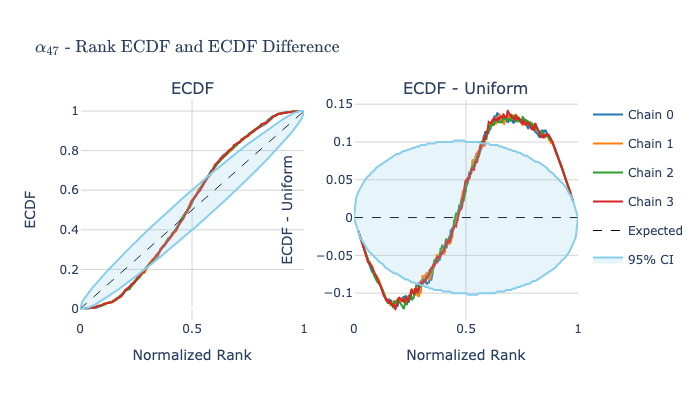 α47 - Rank ECDF and ECDF Difference
ECDF
ECDF - Uniform
1
0.8
0.6
0.4
0.2
0
0
0.5
1
ECDF
Normalized Rank
0.15
0.1
0.05
0
−0.05
−0.1
0
0.5
1
ECDF - Uniform
Normalized Rank
Chain 0
Chain 1
Chain 2
Chain 3
Expected
95% CI